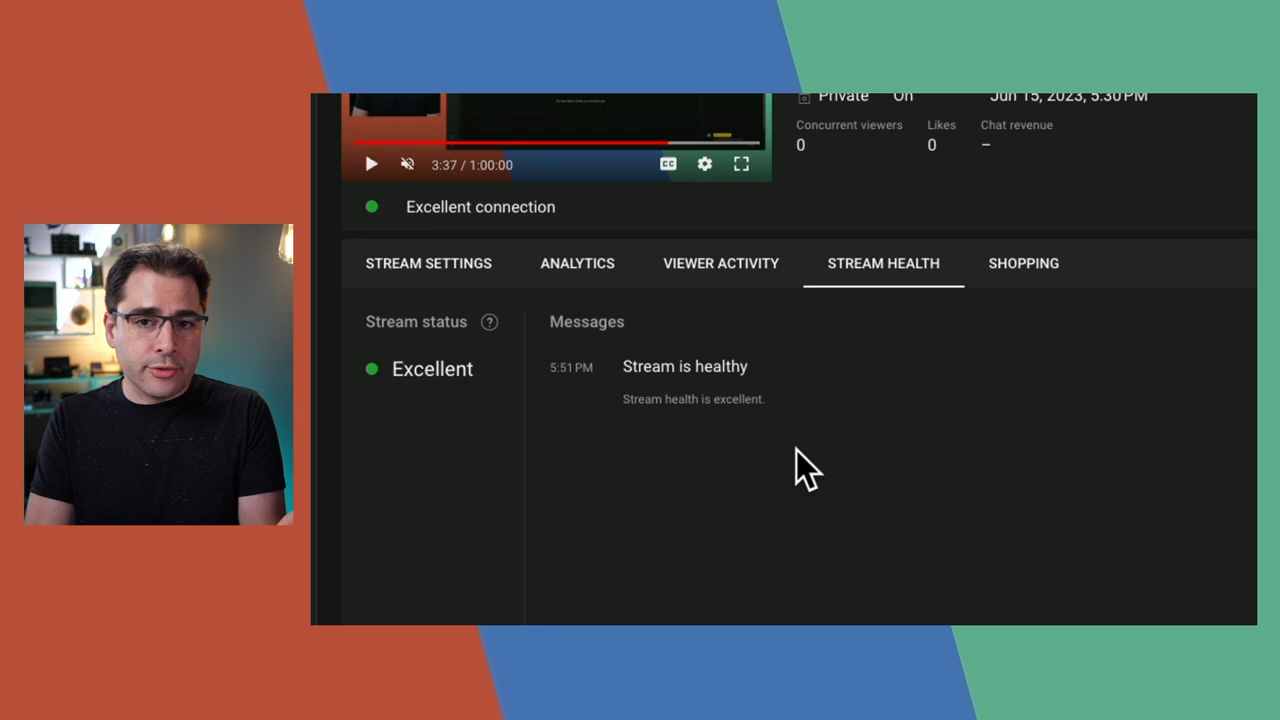 Private On Jun 15, 2023, 5:30 PM
Concurrent viewers Likes Chat revenue
0 0 –
3:37 / 1:00:00 CC
Excellent connection
STREAM SETTINGS ANALYTICS VIEWER ACTIVITY STREAM HEALTH SHOPPING
Stream status ? Messages
Excellent 5:51 PM Stream is healthy
Stream health is excellent.